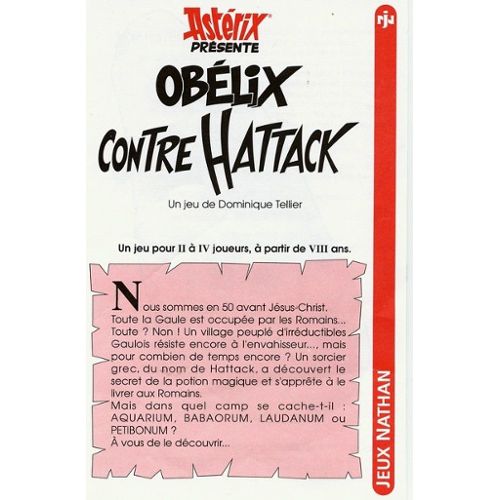 Astérix
PRÉSENTE
OBÉLIX
CONTRE HATTACK
Un jeu de Dominique Tellier
Un jeu pour II à IV joueurs, à partir de VIII ans.
Nous sommes en 50 avant Jésus-Christ.
Toute la Gaule est occupée par les Romains...
Toute ? Non ! Un village peuplé d'irréductibles
Gaulois résiste encore à l'envahisseur..., mais
pour combien de temps encore ? Un sorcier
grec, du nom de Hattack, a découvert le
secret de la potion magique et s'apprête à le
livrer aux Romains.
Mais dans quel camp se cache-t-il :
AQUARIUM, BABAORUM, LAUDANUM ou
PETIBONUM ?
À vous de le découvrir...
rjn
JEUX NATHAN